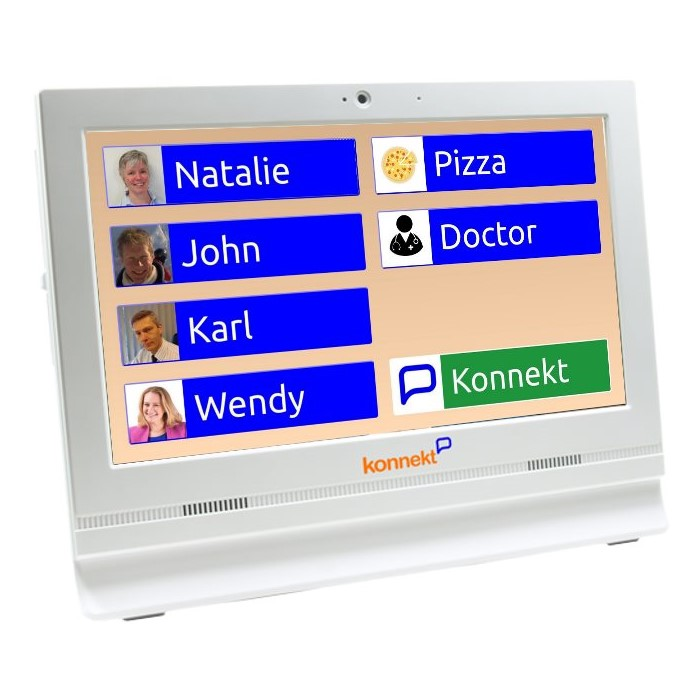 Natalie
John
Karl
Wendy
Pizza
Doctor
Konnekt
konnekt